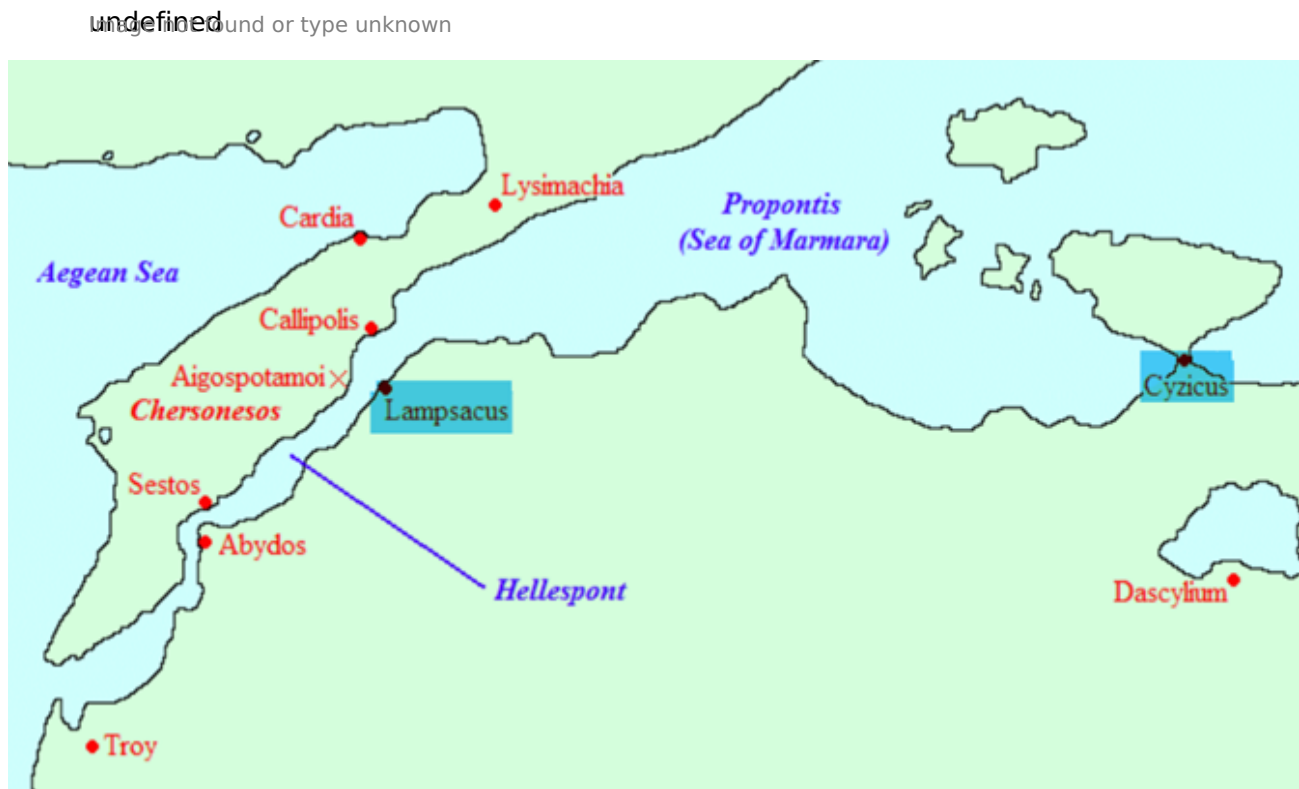 undefined
Image not found or type unknown
Lysimachia
Cardia
Propontis
(Sea of Marmara)
Aegean Sea
Callipolis
Aigospotamoi
Chersonesos
Lampsacus
Cyzicus
Sestos
Abydos
Hellespont
Dascylium
Troy